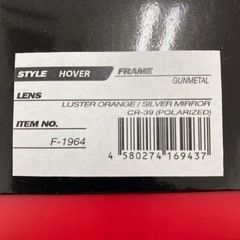 STYLE HOVER FRAME
GUNMETAL
LENS
LUSTER ORANGE / SILVER MIRROR
CR-39 (POLARIZED)
ITEM NO.
F-1964
4 580274 169437